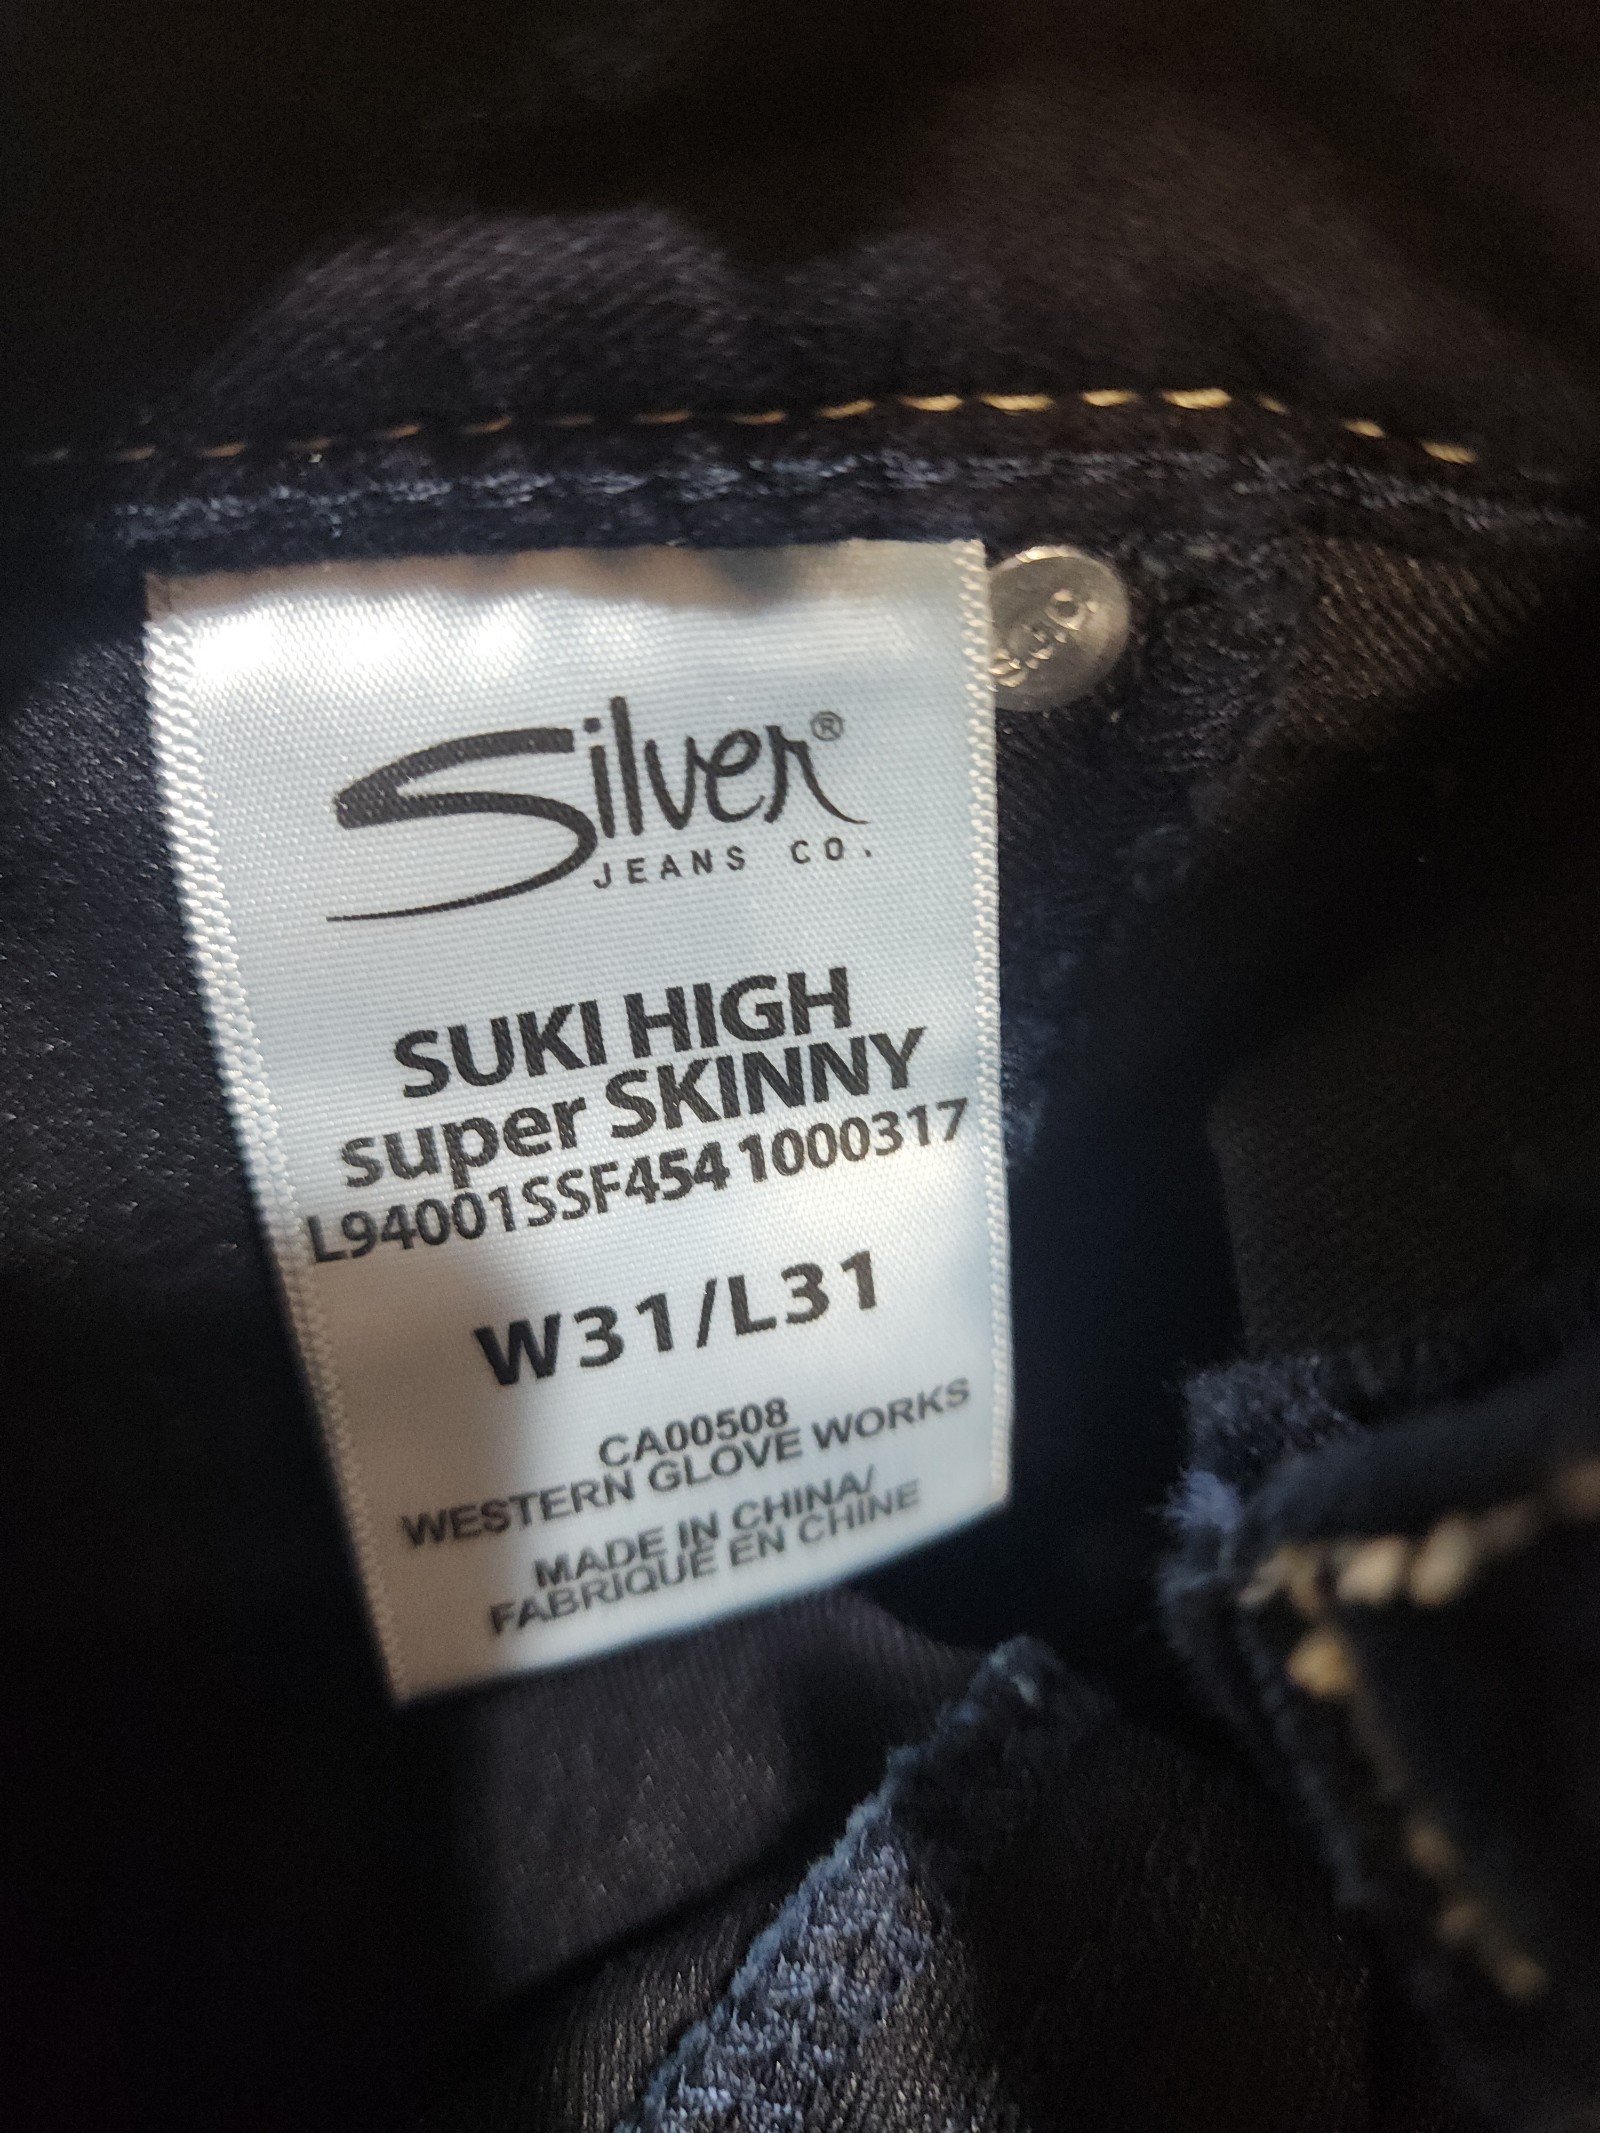 Silver®
JEANS CO.
SUKI HIGH
super SKINNY
L94001SSF454 1000317
W31/L31
CA00508
WESTERN GLOVE WORKS
MADE IN CHINA/
FABRIQUÉ EN CHINE